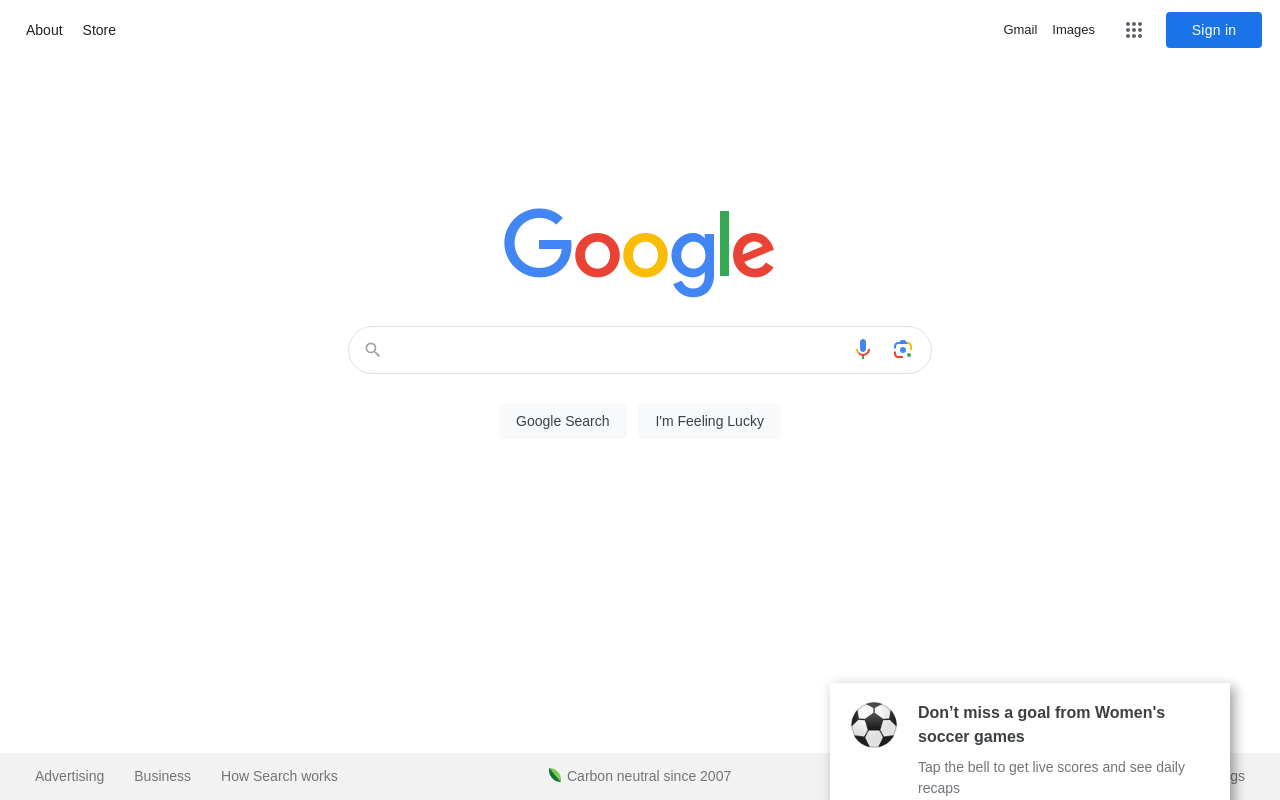 About Store Gmail Images Sign in
Google
Google Search I'm Feeling Lucky
Don’t miss a goal from Women's
soccer games
Tap the bell to get live scores and see daily
recaps
Advertising Business How Search works Carbon neutral since 2007